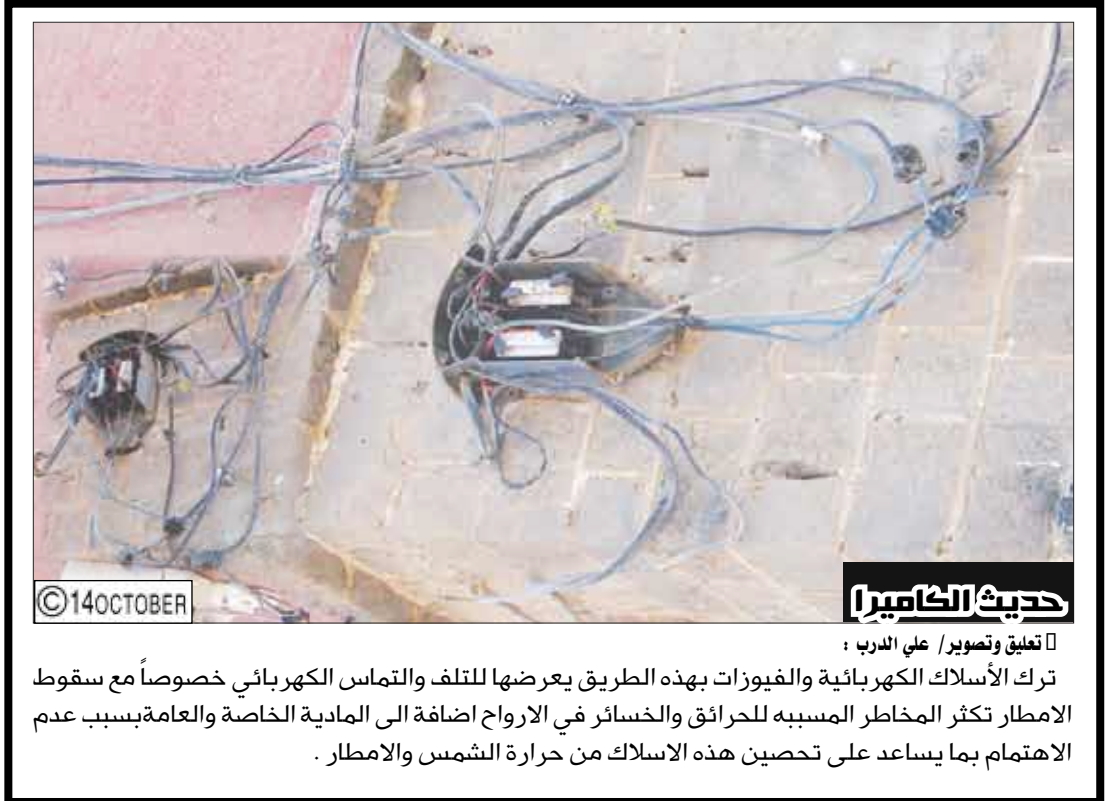 ©14OCTOBER
حديث الكاميرا
تعليق وتصوير/ علي الدرب :
ترك الأسلاك الكهربائية والفيوزات بهذه الطريق يعرضها للتلف والتماس الكهربائي خصوصاً مع سقوط
الامطار تكثر المخاطر المسببه للحرائق والخسائر في الارواح اضافة الى المادية الخاصة والعامةبسبب عدم
الاهتمام بما يساعد على تحصين هذه الاسلاك من حرارة الشمس والامطار .